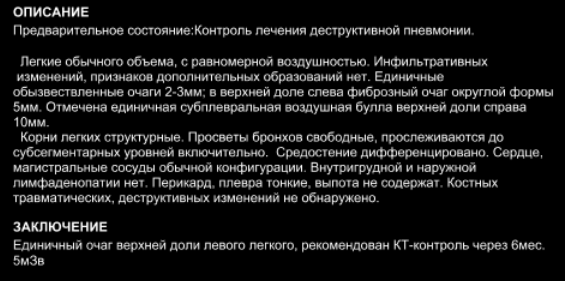 ОПИСАНИЕ
Предварительное состояние:Контроль лечения деструктивной пневмонии.
Легкие обычного объема, с равномерной воздушностью. Инфильтративных
изменений, признаков дополнительных образований нет. Единичные
обызвествленные очаги 2-3мм; в верхней доле слева фиброзный очаг округлой формы
5мм. Отмечена единичная субплевральная воздушная булла верхней доли справа
10мм.
Корни легких структурные. Просветы бронхов свободные, прослеживаются до
субсегментарных уровней включительно. Средостение дифференцировано. Сердце,
магистральные сосуды обычной конфигурации. Внутригрудной и наружной
лимфаденопатии нет. Перикард, плевра тонкие, выпота не содержат. Костных
травматических, деструктивных изменений не обнаружено.
ЗАКЛЮЧЕНИЕ
Единичный очаг верхней доли левого легкого, рекомендован КТ-контроль через 6мес.
5мЗв